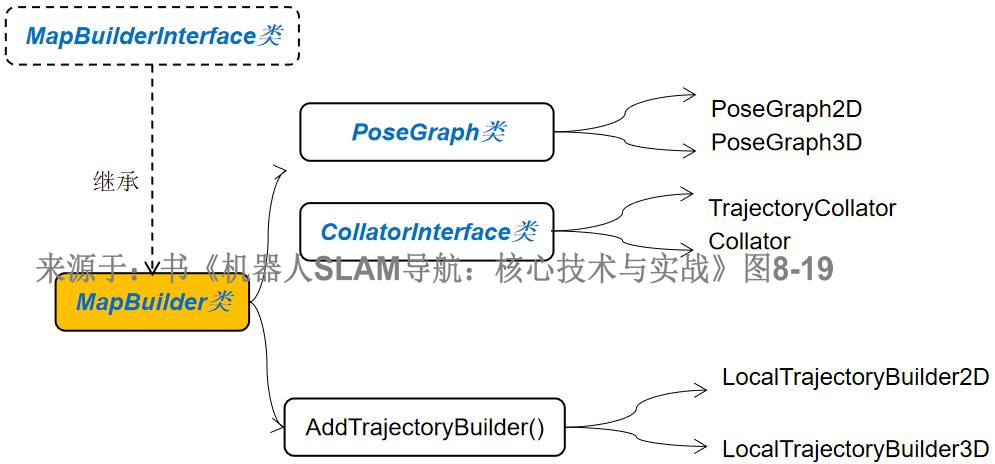 MapBuilderInterface类
PoseGraph类
PoseGraph2D
PoseGraph3D
继承
CollatorInterface类
TrajectoryCollator
Collator
来源于：书《机器人SLAM导航：核心技术与实战》图8-19
MapBuilder类
AddTrajectoryBuilder()
LocalTrajectoryBuilder2D
LocalTrajectoryBuilder3D